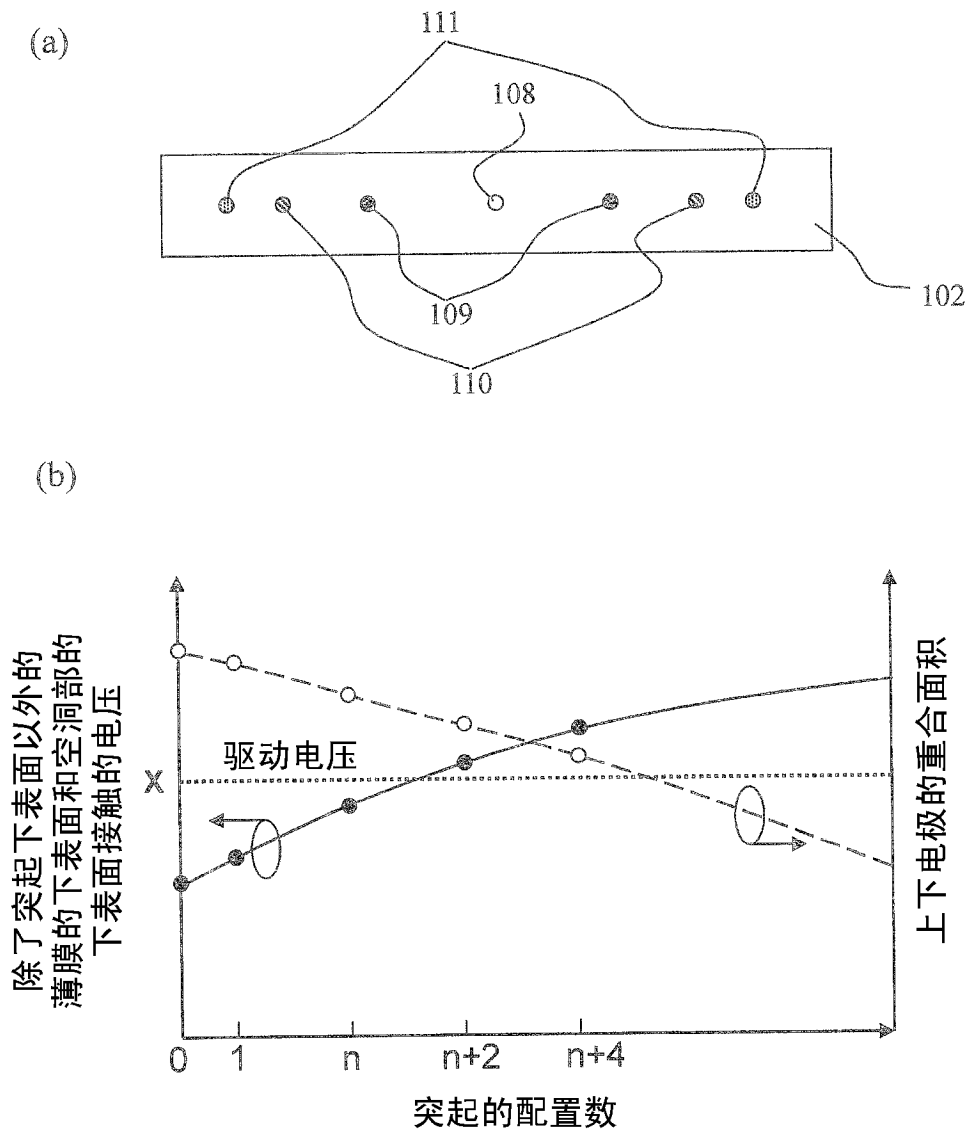 (a)
111
108
109
102
110
(b)
除了突起下表面以外的
薄膜的下表面和空洞部的
下表面接触的电压
上下电极的重合面积
驱动电压
X
0 1 n n+2 n+4
突起的配置数